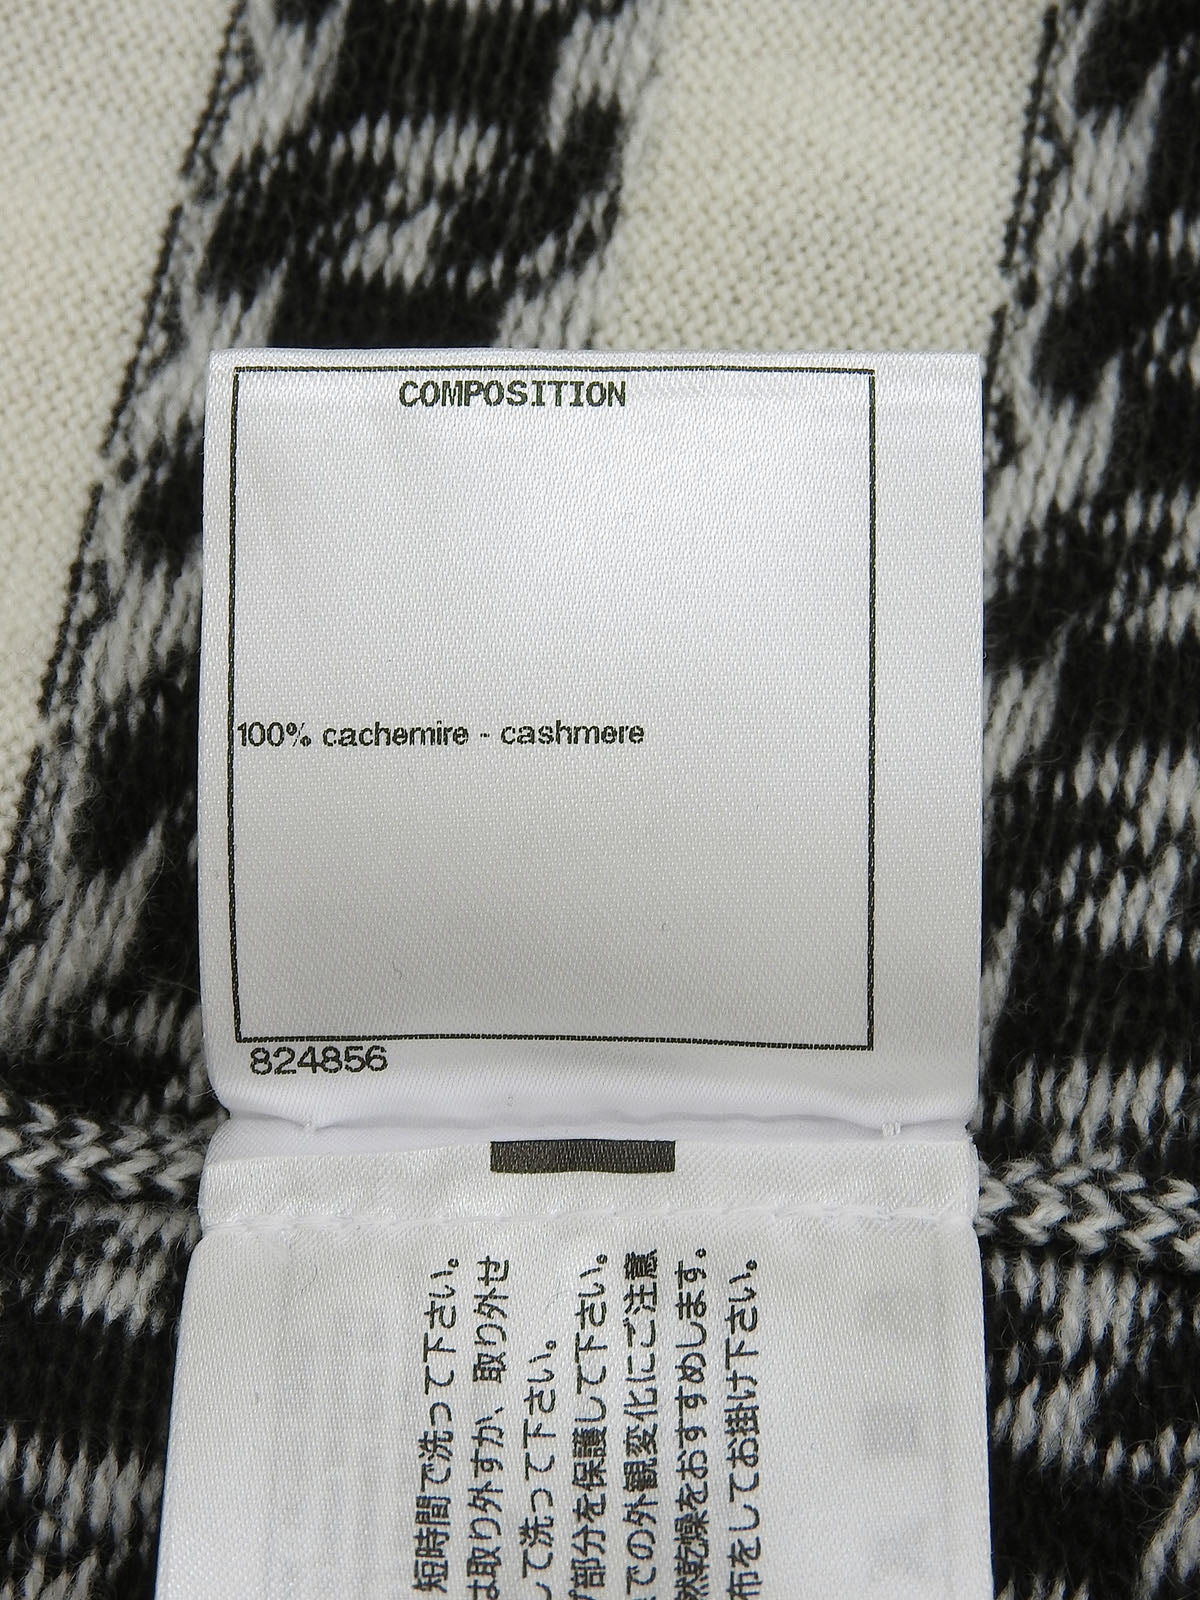 COMPOSITION
100% cachemire - cashmere
824856
短時間で洗って下さい。
は取り外すか、取り外せ
して洗って下さい。
部分を保護して下さい。
での外観変化にご注意
然乾燥をおすすめします。
布をしてお掛け下さい。